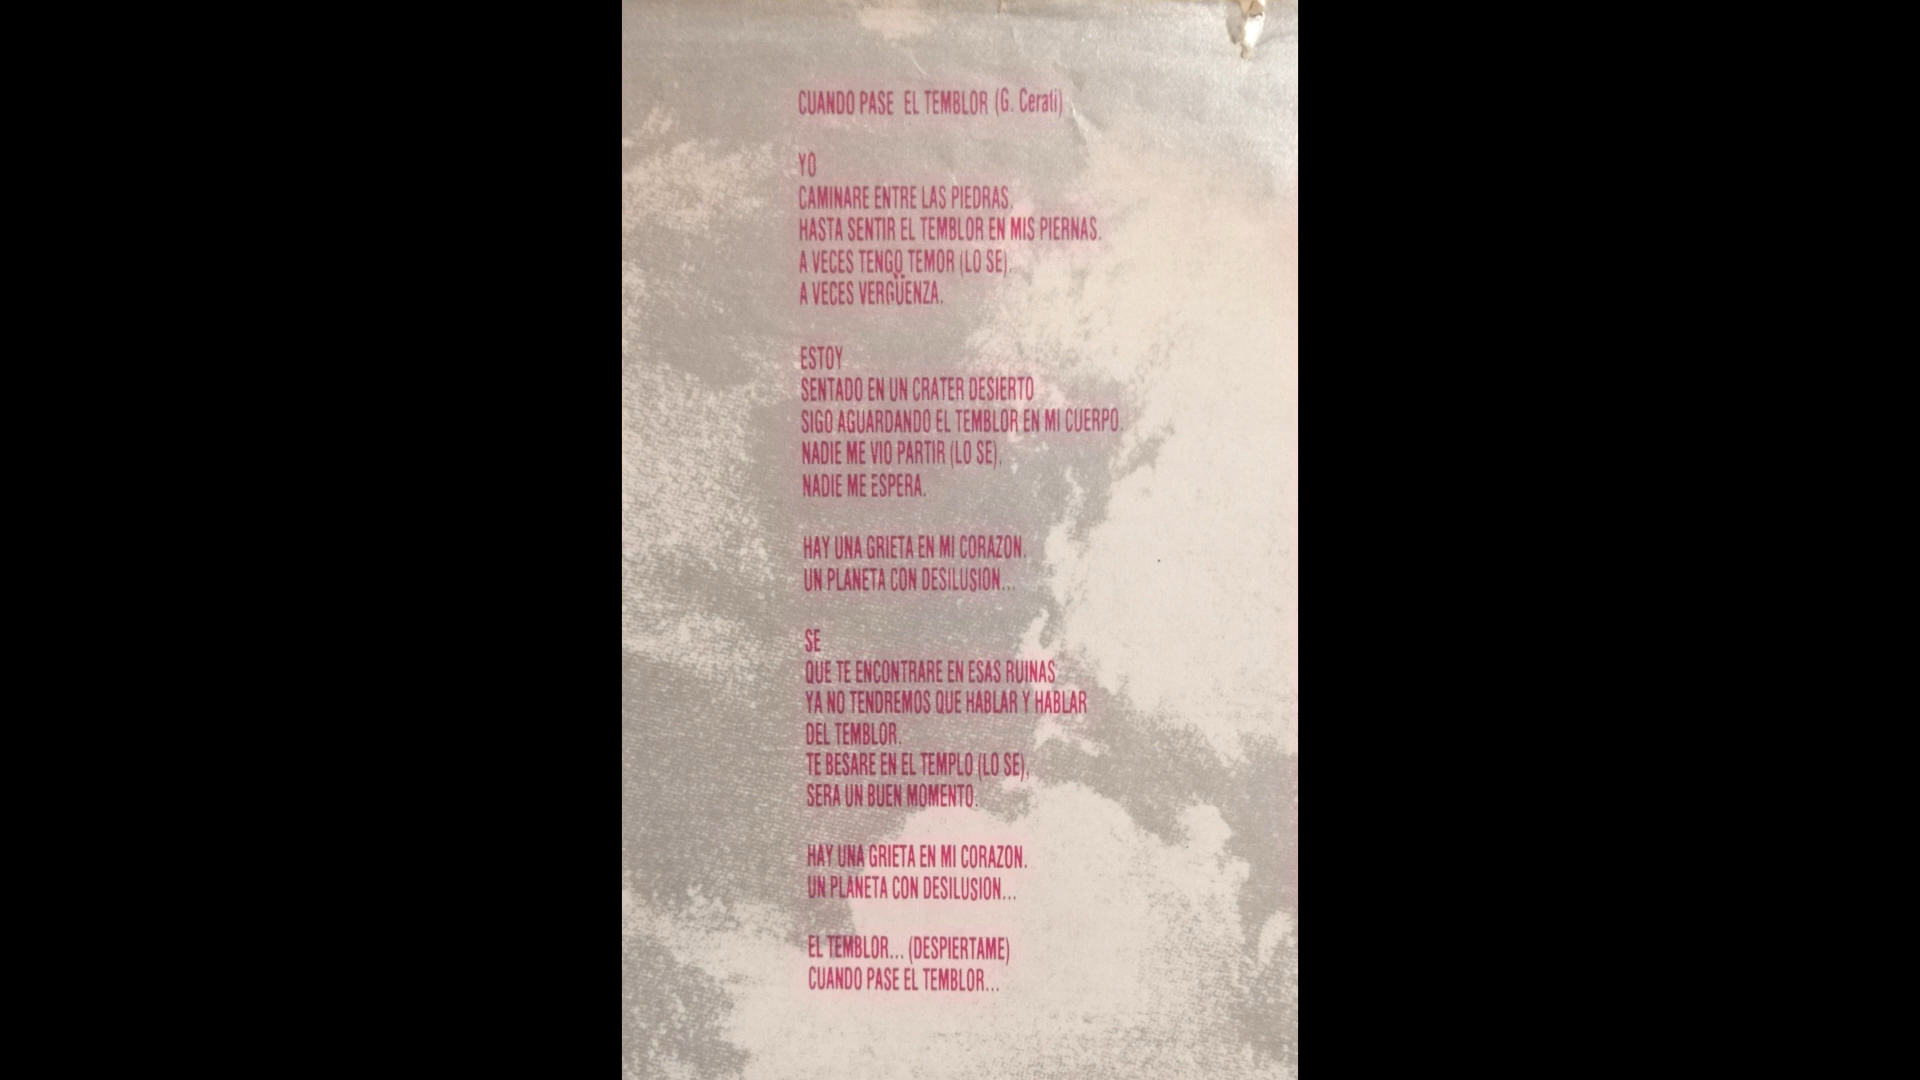 CUANDO PASE EL TEMBLOR (G. Cerati)
YO
CAMINARE ENTRE LAS PIEDRAS.
HASTA SENTIR EL TEMBLOR EN MIS PIERNAS.
A VECES TENGO TEMOR (LO SE).
A VECES VERGÜENZA.
ESTOY
SENTADO EN UN CRATER DESIERTO
SIGO AGUARDANDO EL TEMBLOR EN MI CUERPO.
NADIE ME VIO PARTIR (LO SE),
NADIE ME ESPERA.
HAY UNA GRIETA EN MI CORAZON.
UN PLANETA CON DESILUSION...
SE
QUE TE ENCONTRARE EN ESAS RUINAS
YA NO TENDREMOS QUE HABLAR Y HABLAR
DEL TEMBLOR.
TE BESARE EN EL TEMPLO (LO SE),
SERA UN BUEN MOMENTO.
HAY UNA GRIETA EN MI CORAZON.
UN PLANETA CON DESILUSION...
EL TEMBLOR... (DESPIERTAME)
CUANDO PASE EL TEMBLOR...